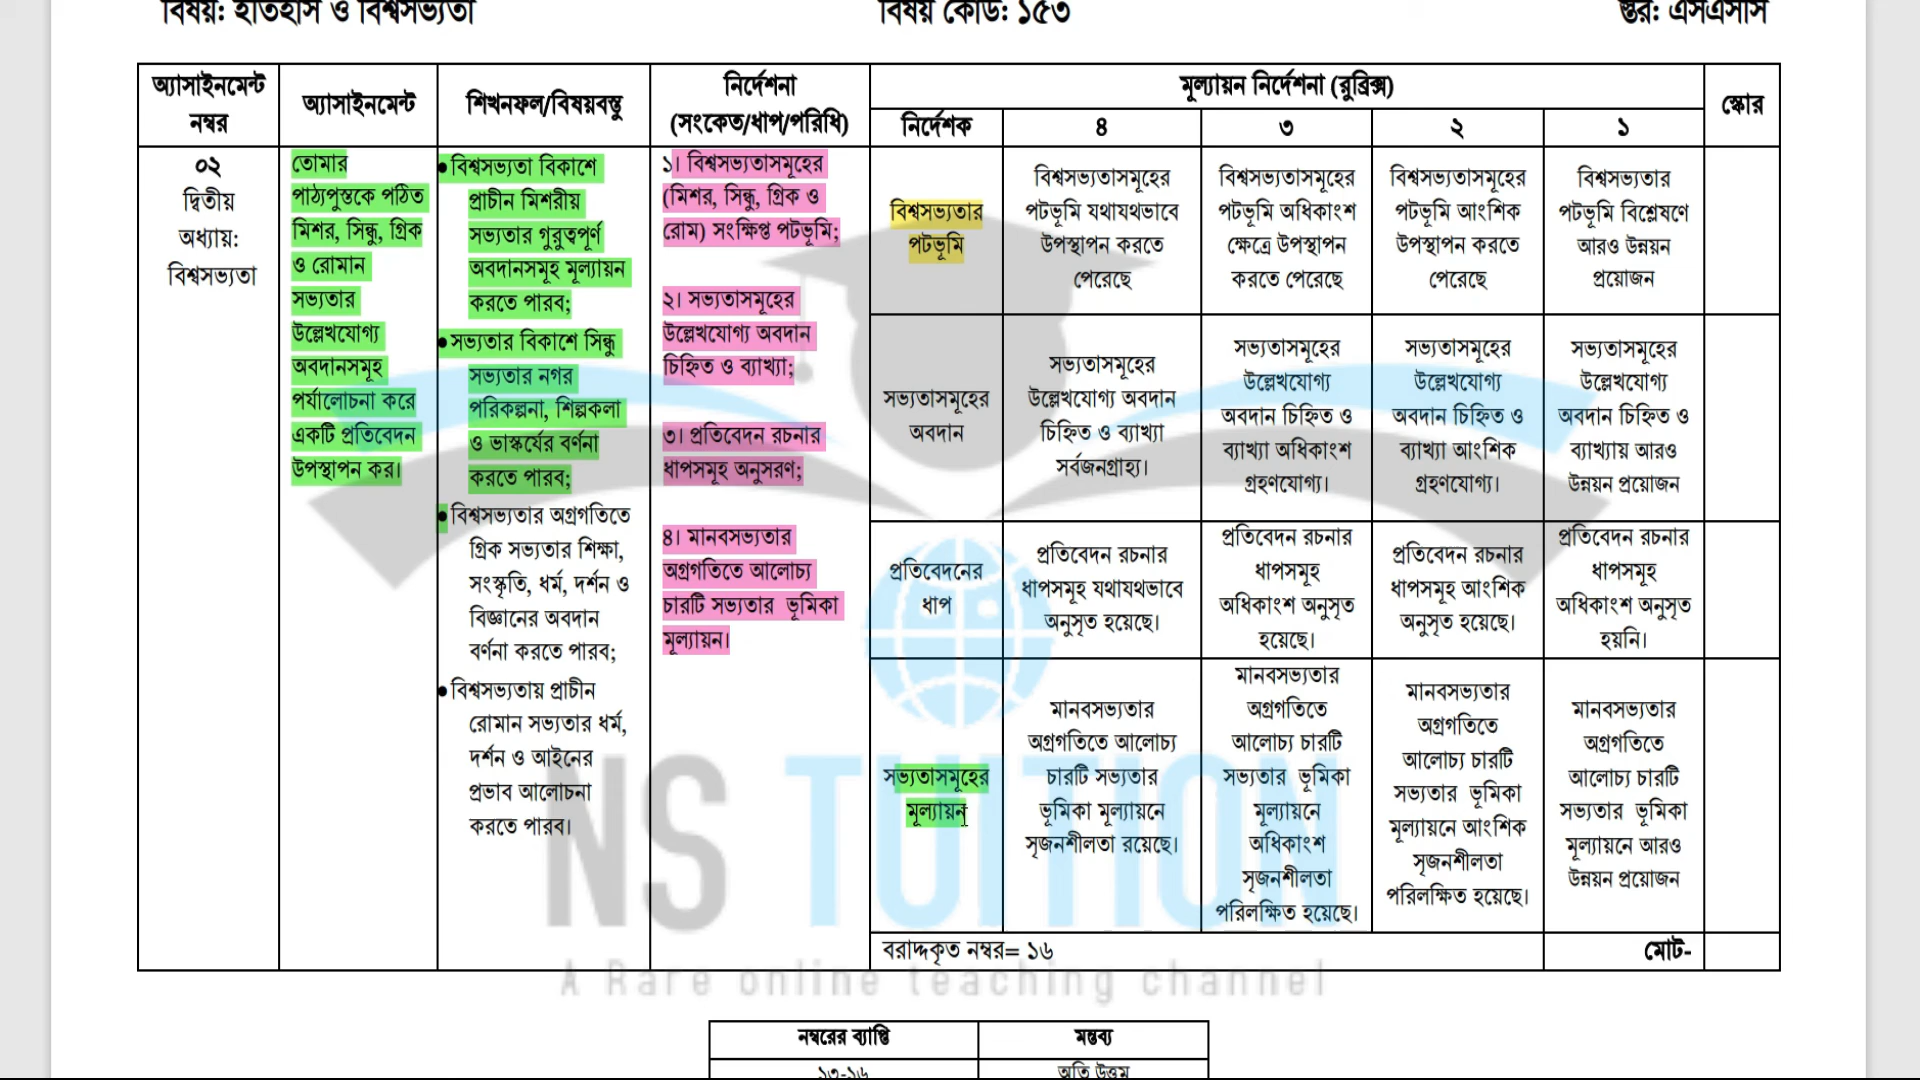 বিষয়: ইতিহাস ও বিশ্বসভ্যতা
বিষয় কোড: ১৫৩
স্তর: এসএসসি
অ্যাসাইনমেন্ট
নম্বর
অ্যাসাইনমেন্ট
শিখনফল/বিষয়বস্তু
নির্দেশনা
(সংকেত/ধাপ/পরিধি)
মূল্যায়ন নির্দেশনা (রুব্রিক্স)
নির্দেশক
৪
৩
২
১
স্কোর
০২
দ্বিতীয়
অধ্যায়:
বিশ্বসভ্যতা
তোমার
পাঠ্যপুস্তকে পঠিত
মিশর, সিন্ধু, গ্রিক
ও রোমান
সভ্যতার
উল্লেখযোগ্য
অবদানসমূহ
পর্যালোচনা করে
একটি প্রতিবেদন
উপস্থাপন কর।
●বিশ্বসভ্যতা বিকাশে
প্রাচীন মিশরীয়
সভ্যতার গুরুত্বপূর্ণ
অবদানসমূহ মূল্যায়ন
করতে পারব;
●সভ্যতার বিকাশে সিন্ধু
সভ্যতার নগর
পরিকল্পনা, শিল্পকলা
ও ভাস্কর্যের বর্ণনা
করতে পারব;
●বিশ্বসভ্যতার অগ্রগতিতে
গ্রিক সভ্যতার শিক্ষা,
সংস্কৃতি, ধর্ম, দর্শন ও
বিজ্ঞানের অবদান
বর্ণনা করতে পারব;
●বিশ্বসভ্যতায় প্রাচীন
রোমান সভ্যতার ধর্ম,
দর্শন ও আইনের
প্রভাব আলোচনা
করতে পারব।
১। বিশ্বসভ্যতাসমূহের
(মিশর, সিন্ধু, গ্রিক ও
রোম) সংক্ষিপ্ত পটভূমি;
২। সভ্যতাসমূহের
উল্লেখযোগ্য অবদান
চিহ্নিত ও ব্যাখ্যা;
৩। প্রতিবেদন রচনার
ধাপসমূহ অনুসরণ;
৪। মানবসভ্যতার
অগ্রগতিতে আলোচ্য
চারটি সভ্যতার ভূমিকা
মূল্যায়ন।
বিশ্বসভ্যতার
পটভূমি
বিশ্বসভ্যতাসমূহের
পটভূমি যথাযথভাবে
উপস্থাপন করতে
পেরেছে
বিশ্বসভ্যতাসমূহের
পটভূমি অধিকাংশ
ক্ষেত্রে উপস্থাপন
করতে পেরেছে
বিশ্বসভ্যতাসমূহের
পটভূমি আংশিক
উপস্থাপন করতে
পেরেছে
বিশ্বসভ্যতার
পটভূমি বিশ্লেষণে
আরও উন্নয়ন
প্রয়োজন
সভ্যতাসমূহের
অবদান
সভ্যতাসমূহের
উল্লেখযোগ্য অবদান
চিহ্নিত ও ব্যাখ্যা
সর্বজনগ্রাহ্য।
সভ্যতাসমূহের
উল্লেখযোগ্য
অবদান চিহ্নিত ও
ব্যাখ্যা অধিকাংশ
গ্রহণযোগ্য।
সভ্যতাসমূহের
উল্লেখযোগ্য
অবদান চিহ্নিত ও
ব্যাখ্যা আংশিক
গ্রহণযোগ্য।
সভ্যতাসমূহের
উল্লেখযোগ্য
অবদান চিহ্নিত ও
ব্যাখ্যায় আরও
উন্নয়ন প্রয়োজন
প্রতিবেদনের
ধাপ
প্রতিবেদন রচনার
ধাপসমূহ যথাযথভাবে
অনুসৃত হয়েছে।
প্রতিবেদন রচনার
ধাপসমূহ
অধিকাংশ অনুসৃত
হয়েছে।
প্রতিবেদন রচনার
ধাপসমূহ আংশিক
অনুসৃত হয়েছে।
প্রতিবেদন রচনার
ধাপসমূহ
অধিকাংশ অনুসৃত
হয়নি।
সভ্যতাসমূহের
মূল্যায়ন
মানবসভ্যতার
অগ্রগতিতে আলোচ্য
চারটি সভ্যতার
ভূমিকা মূল্যায়নে
সৃজনশীলতা রয়েছে।
মানবসভ্যতার
অগ্রগতিতে
আলোচ্য চারটি
সভ্যতার ভূমিকা
মূল্যায়নে
অধিকাংশ
সৃজনশীলতা
পরিলক্ষিত হয়েছে।
মানবসভ্যতার
অগ্রগতিতে
আলোচ্য চারটি
সভ্যতার ভূমিকা
মূল্যায়নে আংশিক
সৃজনশীলতা
পরিলক্ষিত হয়েছে।
মানবসভ্যতার
অগ্রগতিতে
আলোচ্য চারটি
সভ্যতার ভূমিকা
মূল্যায়নে আরও
উন্নয়ন প্রয়োজন
বরাদ্দকৃত নম্বর= ১৬
মোট-
NS TUITION
A Rare online teaching channel
নম্বরের ব্যাপ্তি
মন্তব্য
১৩-১৬
অতি উত্তম